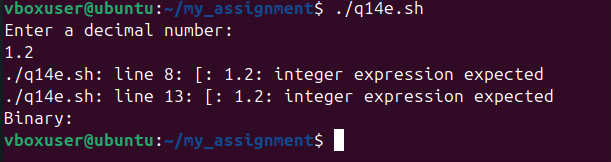 vboxuser@ubuntu:~/my_assignment$ ./q14e.sh
Enter a decimal number:
1.2
./q14e.sh: line 8: [: 1.2: integer expression expected
./q14e.sh: line 13: [: 1.2: integer expression expected
Binary:
vboxuser@ubuntu:~/my_assignment$